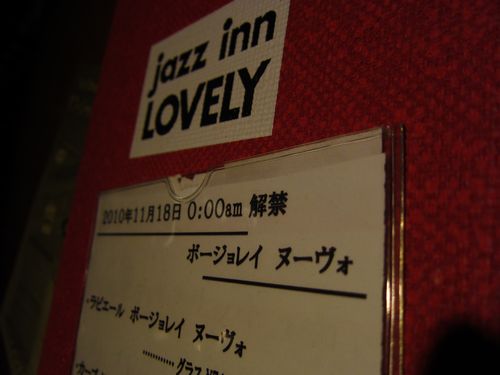 jazz inn
LOVELY
2010年11月18日 0:00am 解禁
ボージョレイ ヌーヴォ
・ラピエール ボージョレイ ヌーヴォ
………… グラス